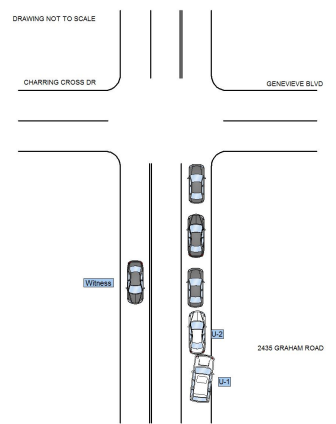 DRAWING NOT TO SCALE
CHARRING CROSS DR
GENEVIEVE BLVD
Witness
U-2
2435 GRAHAM ROAD
U-1